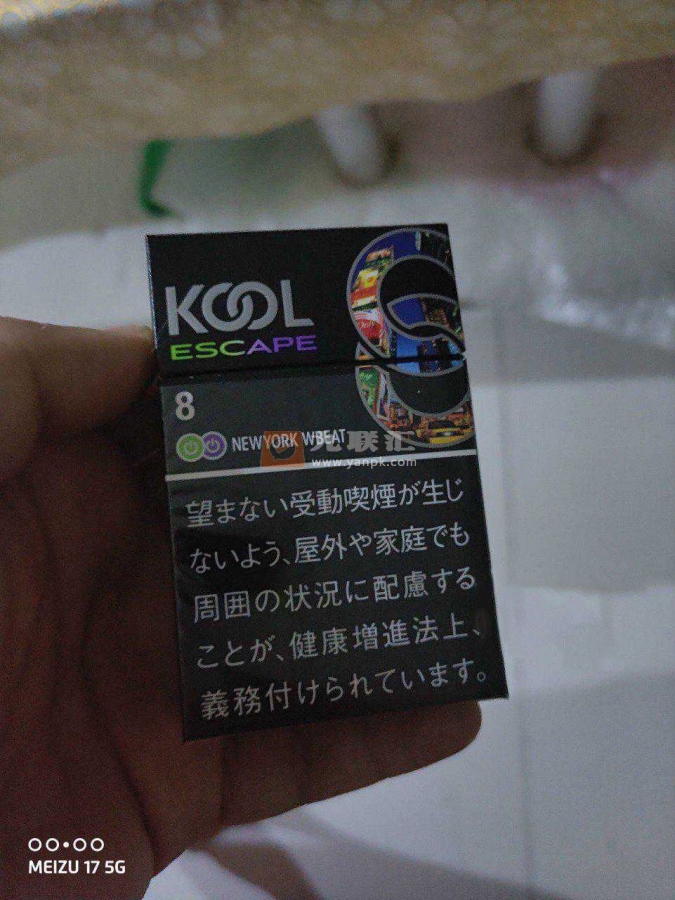 KOOL
ESCAPE
8
NEWYORK WBEAT
元联汇
www.yanpk.com
望まない受動喫煙が生じ
ないよう、屋外や家庭でも
周囲の状況に配慮する
ことが、健康増進法上、
義務付けられています。
MEIZU 17 5G